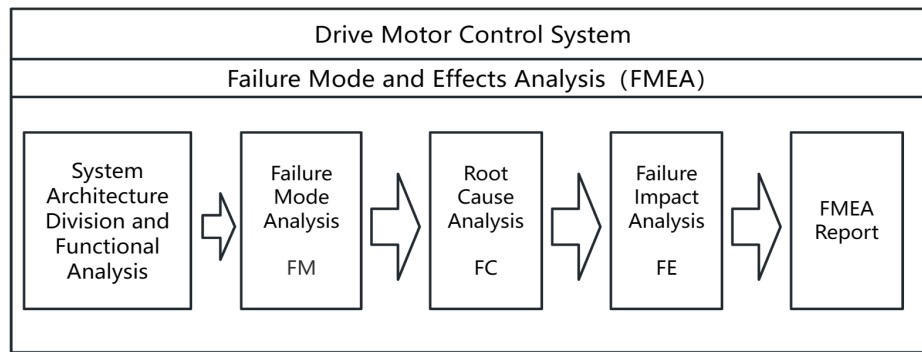 Drive Motor Control System
Failure Mode and Effects Analysis（FMEA）
System
Architecture
Division and
Functional
Analysis
Failure
Mode
Analysis
FM
Root
Cause
Analysis
FC
Failure
Impact
Analysis
FE
FMEA
Report